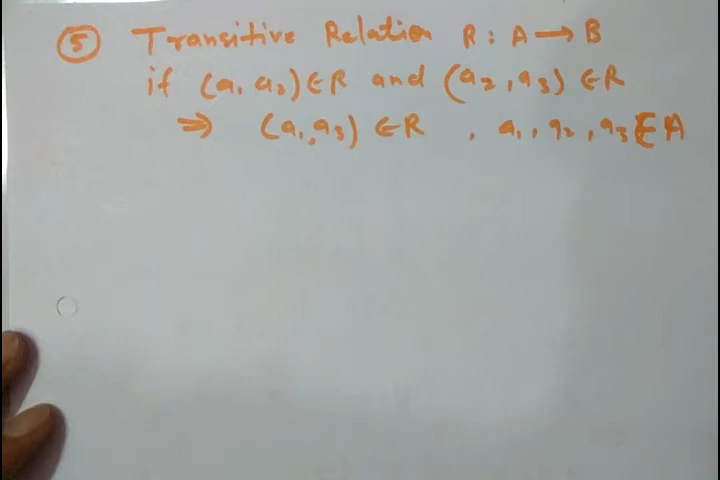 ⑤ Transitive Relation R : A → B
if (a₁ a₂) ∈ R and (a₂ , a₃) ∈ R
⇒ (a₁, a₃) ∈ R , a₁ , a₂ , a₃ ∈ A